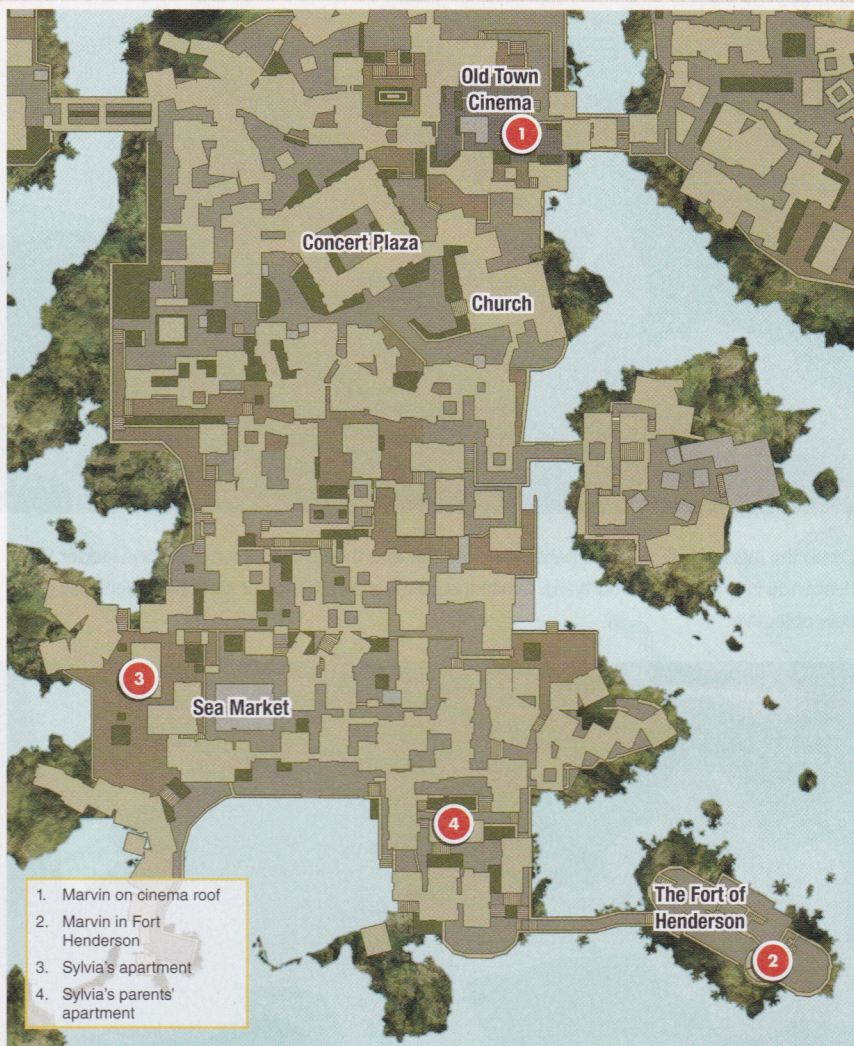 Old Town
Cinema
1
Concert Plaza
Church
3
Sea Market
4
The Fort of
Henderson
2
1. Marvin on cinema roof
2. Marvin in Fort
Henderson
3. Sylvia's apartment
4. Sylvia's parents'
apartment